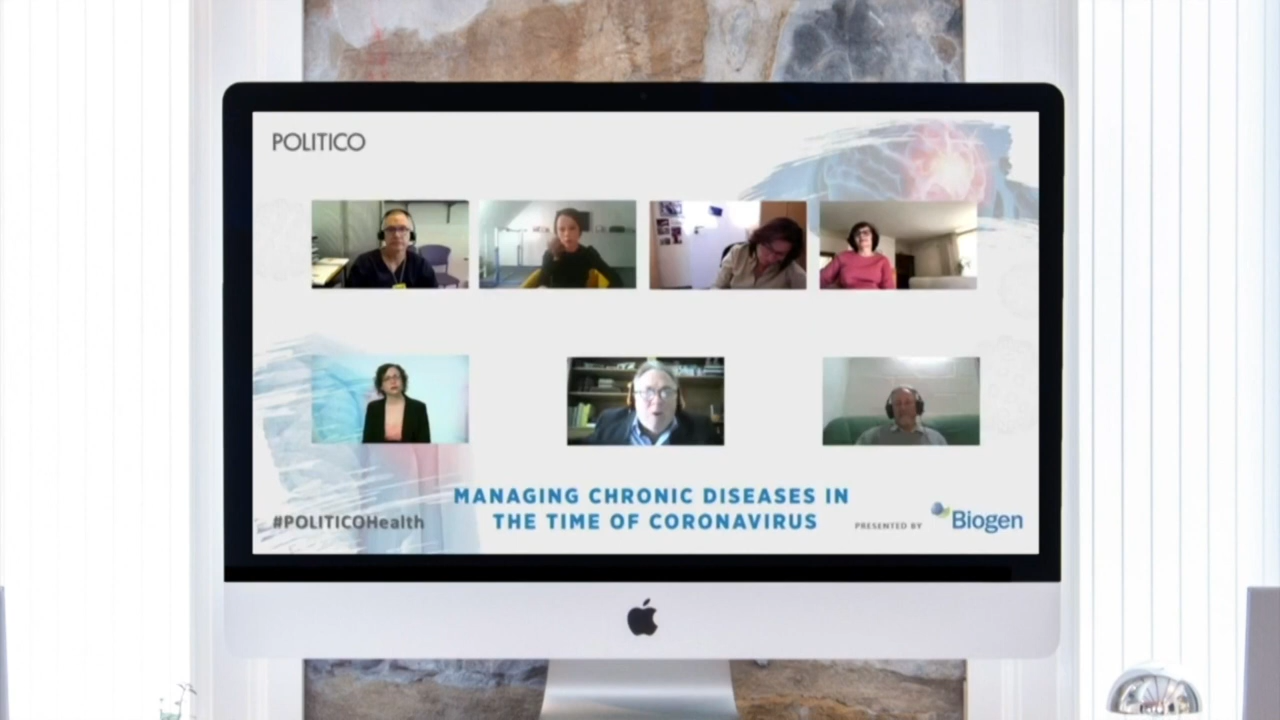 POLITICO
MANAGING CHRONIC DISEASES IN
THE TIME OF CORONAVIRUS
#POLITICOHealth
PRESENTED BY
Biogen